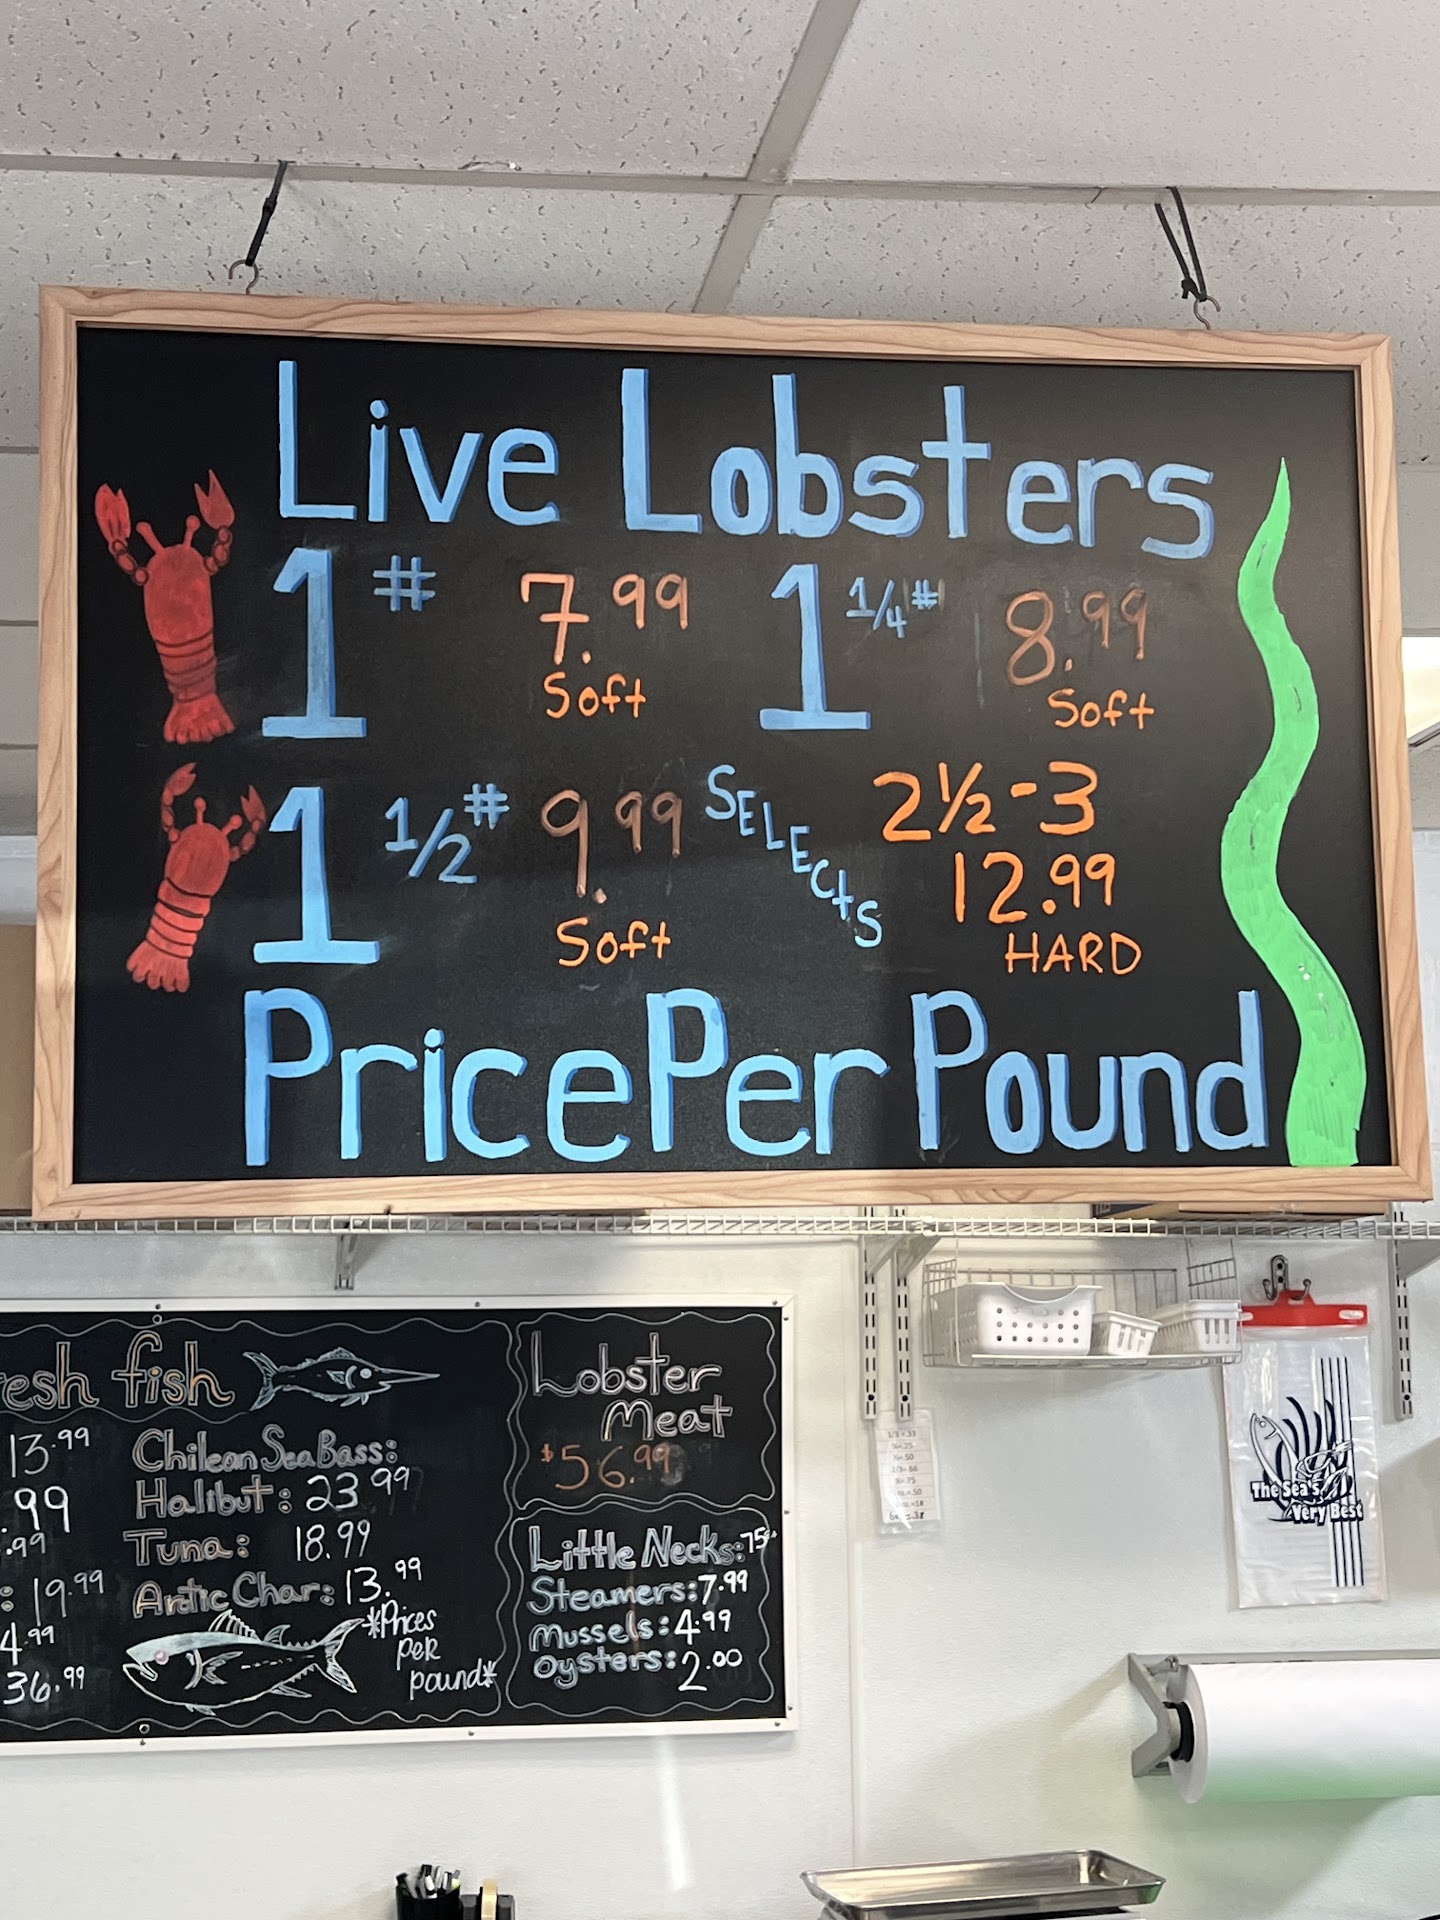 Live Lobsters
1# 7.99 Soft
1 1/4# 8.99 Soft
1 1/2# 9.99 Soft
SELECTS 2½-3 12.99 HARD
Price Per Pound
fish
13.99
Chilean Sea Bass:
99
Halibut: 23.99
.99
Tuna: 18.99
: 19.99
Artic Char: 13.99
4.99
36.99
*Prices
per
pound*
Lobster
Meat
$56.99
Little Necks: 75¢
Steamers: 7.99
Mussels: 4.99
Oysters: 2.00
The Sea's
Very Best